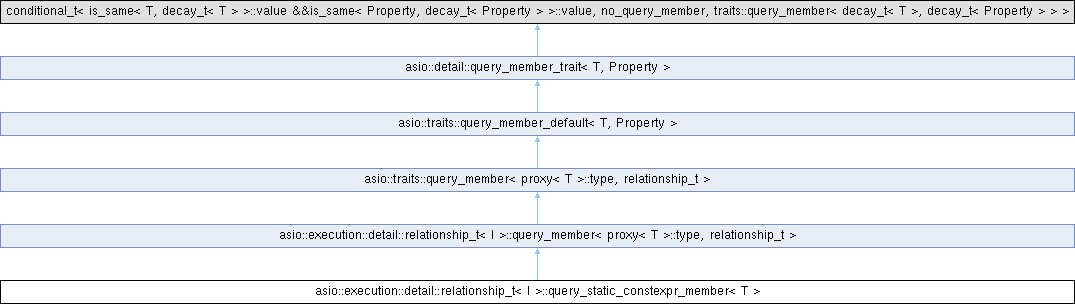 conditional_t< is_same< T, decay_t< T > >::value &&is_same< Property, decay_t< Property > >::value, no_query_member, traits::query_member< decay_t< T >, decay_t< Property > > >
asio::detail::query_member_trait< T, Property >
asio::traits::query_member_default< T, Property >
asio::traits::query_member< proxy< T >::type, relationship_t >
asio::execution::detail::relationship_t< I >::query_member< proxy< T >::type, relationship_t >
asio::execution::detail::relationship_t< I >::query_static_constexpr_member< T >